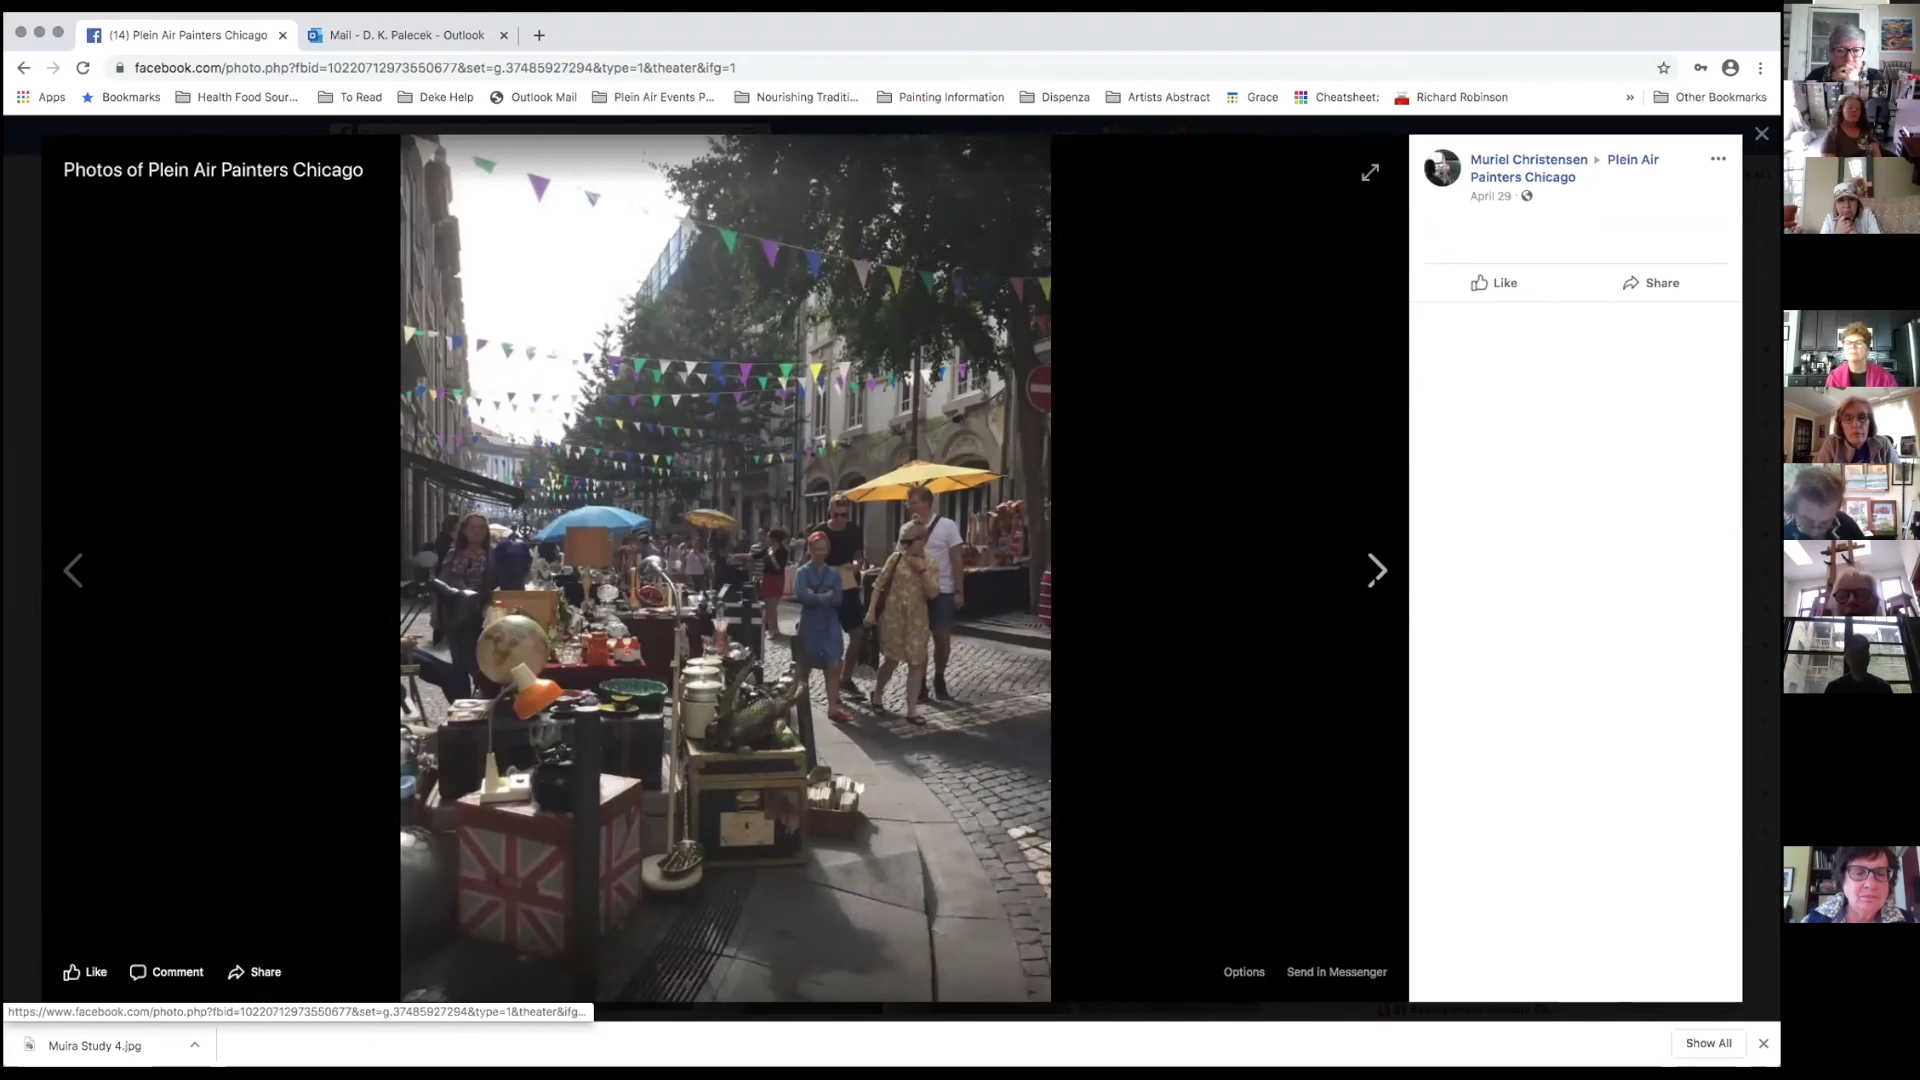 (14) Plein Air Painters Chicago
Mail - D. K. Palecek - Outlook
facebook.com/photo.php?fbid=10220712973550677&set=g.37485927294&type=1&theater&ifg=1
Apps
Bookmarks
Health Food Sour...
To Read
Deke Help
Outlook Mail
Plein Air Events P...
Nourishing Traditi...
Painting Information
Dispenza
Artists Abstract
Grace
Cheatsheet:
Richard Robinson
»
Other Bookmarks
Photos of Plein Air Painters Chicago
Muriel Christensen ▸ Plein Air
Painters Chicago
April 29 ·
Like
Share
Like
Comment
Share
Options
Send in Messenger
https://www.facebook.com/photo.php?fbid=10220712973550677&set=g.37485927294&type=1&theater&ifg...
Muira Study 4.jpg
Show All